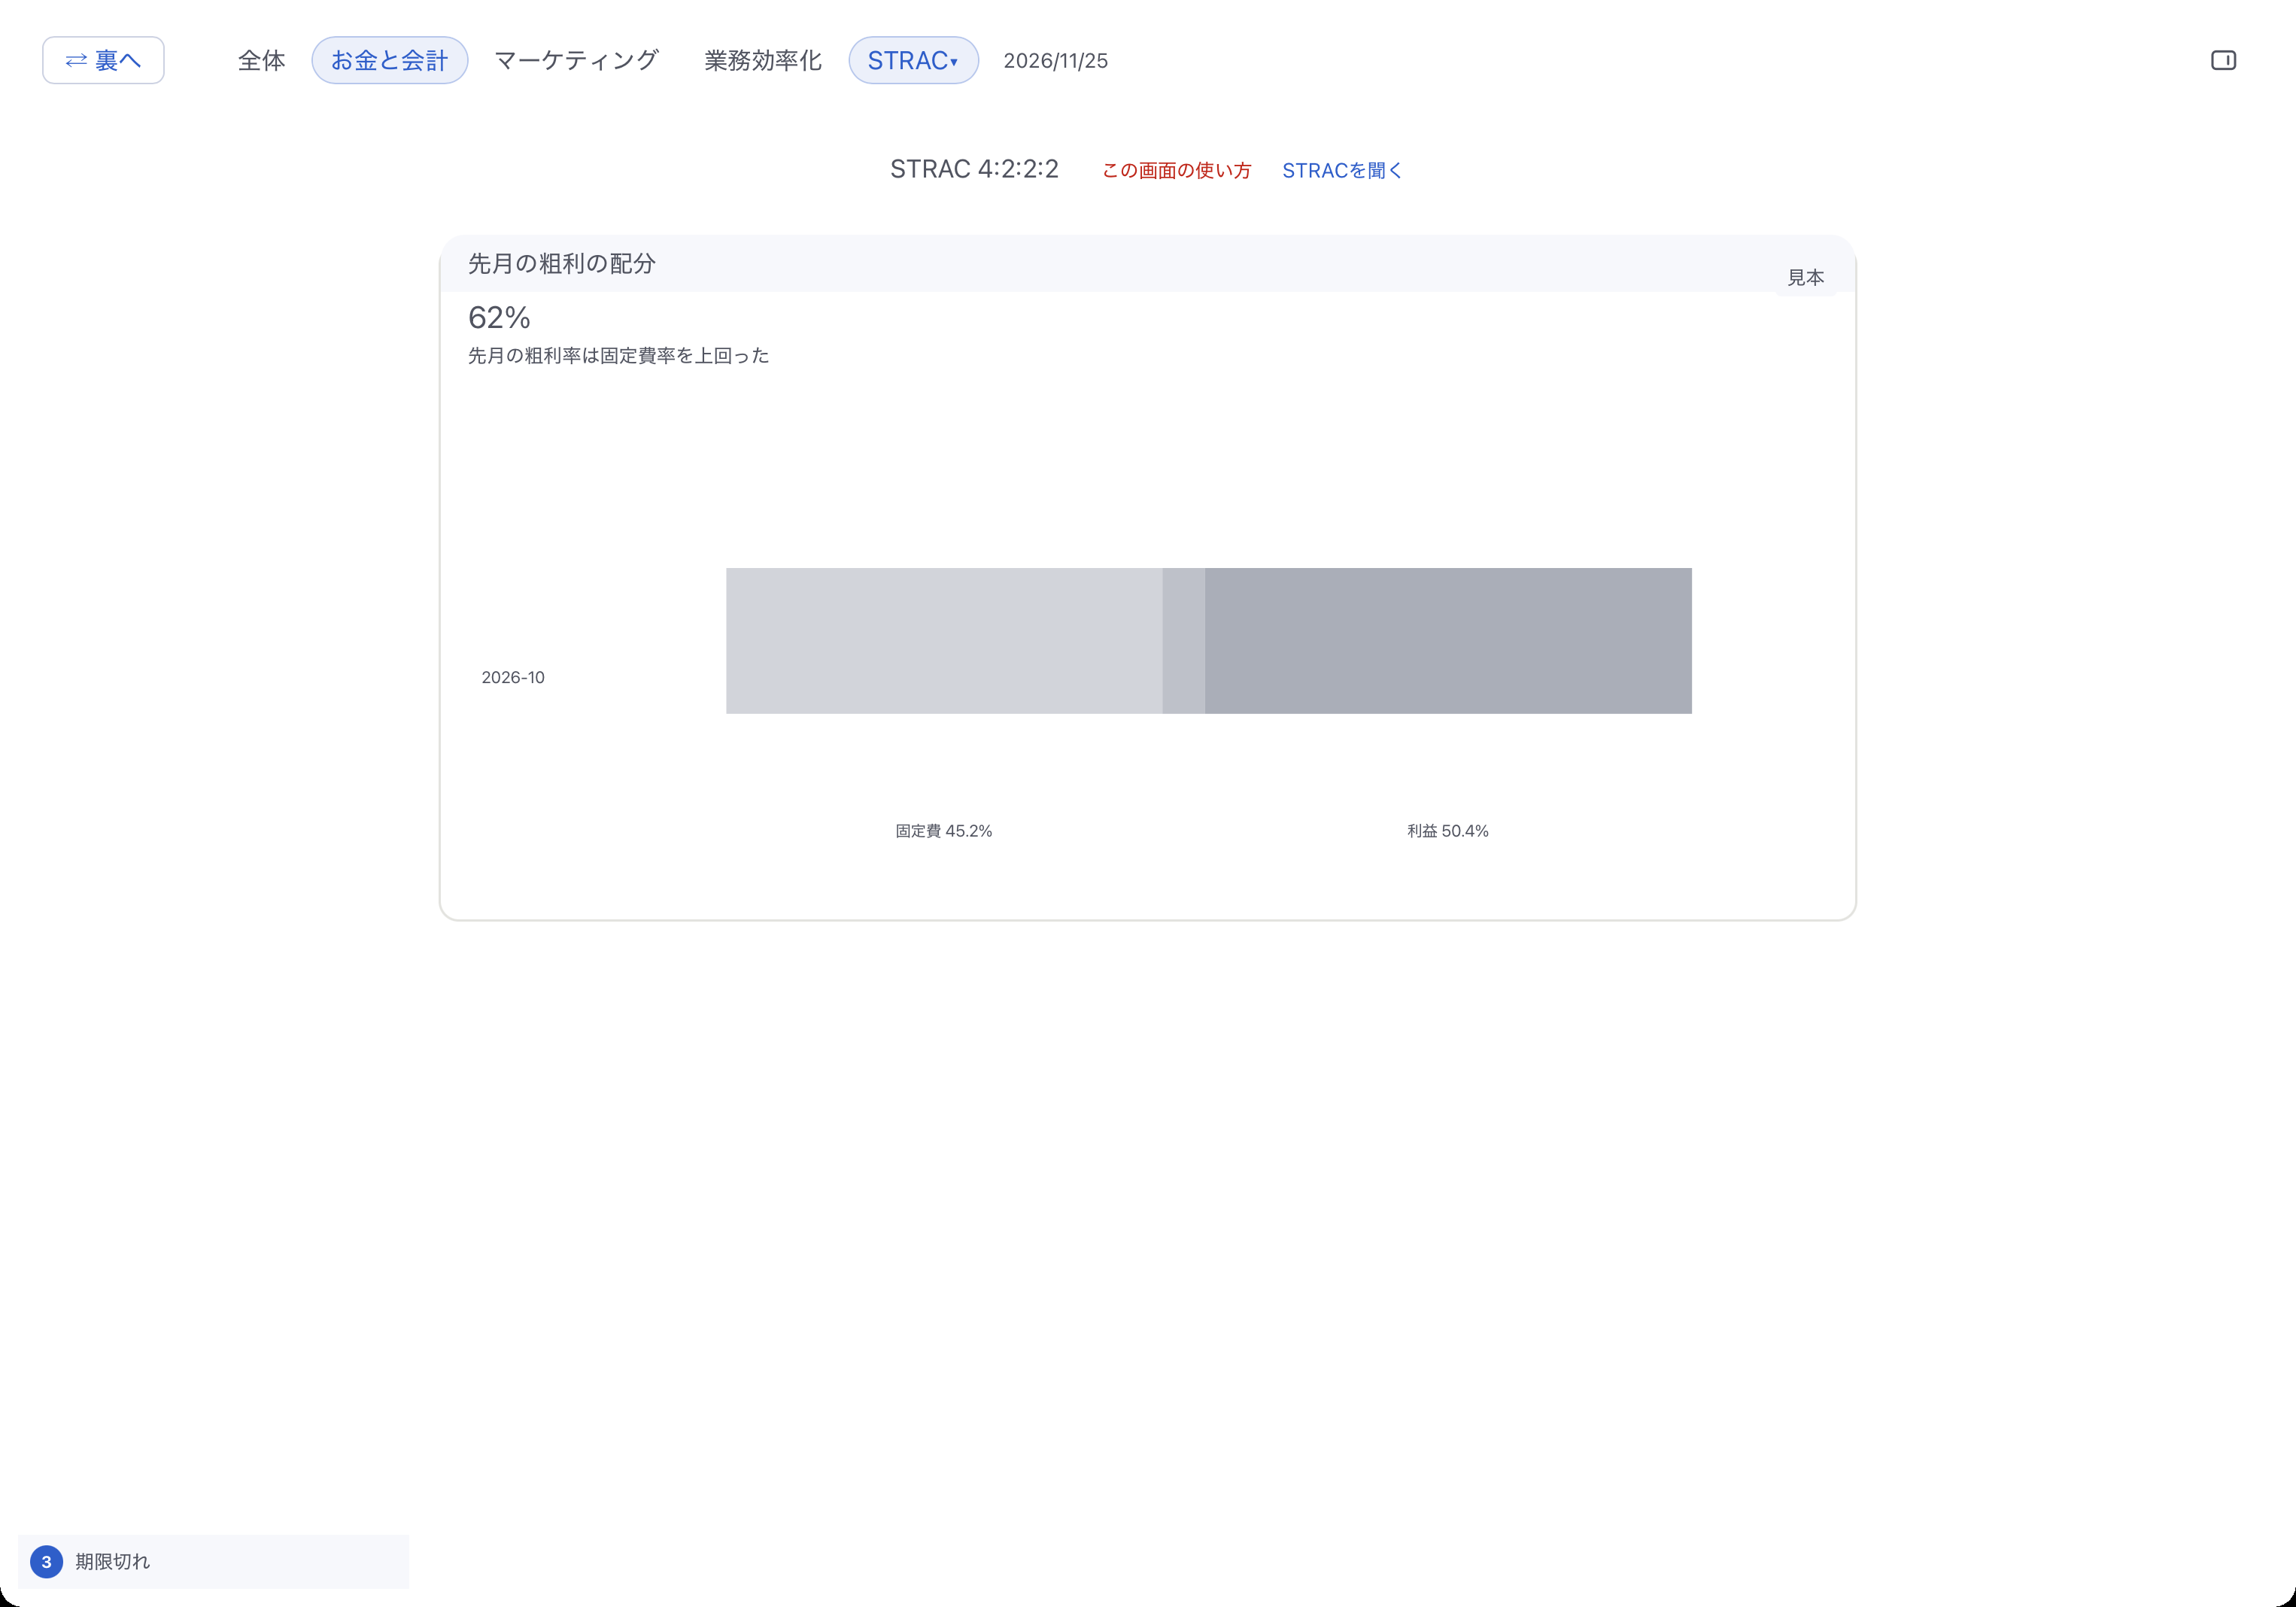 ⇄ 裏へ 全体 お金と会計 マーケティング 業務効率化 STRAC▾ 2026/11/25
STRAC 4:2:2:2 この画面の使い方 STRACを聞く
先月の粗利の配分
見本
62%
先月の粗利率は固定費率を上回った
2026-10
固定費 45.2% 利益 50.4%
3 期限切れ